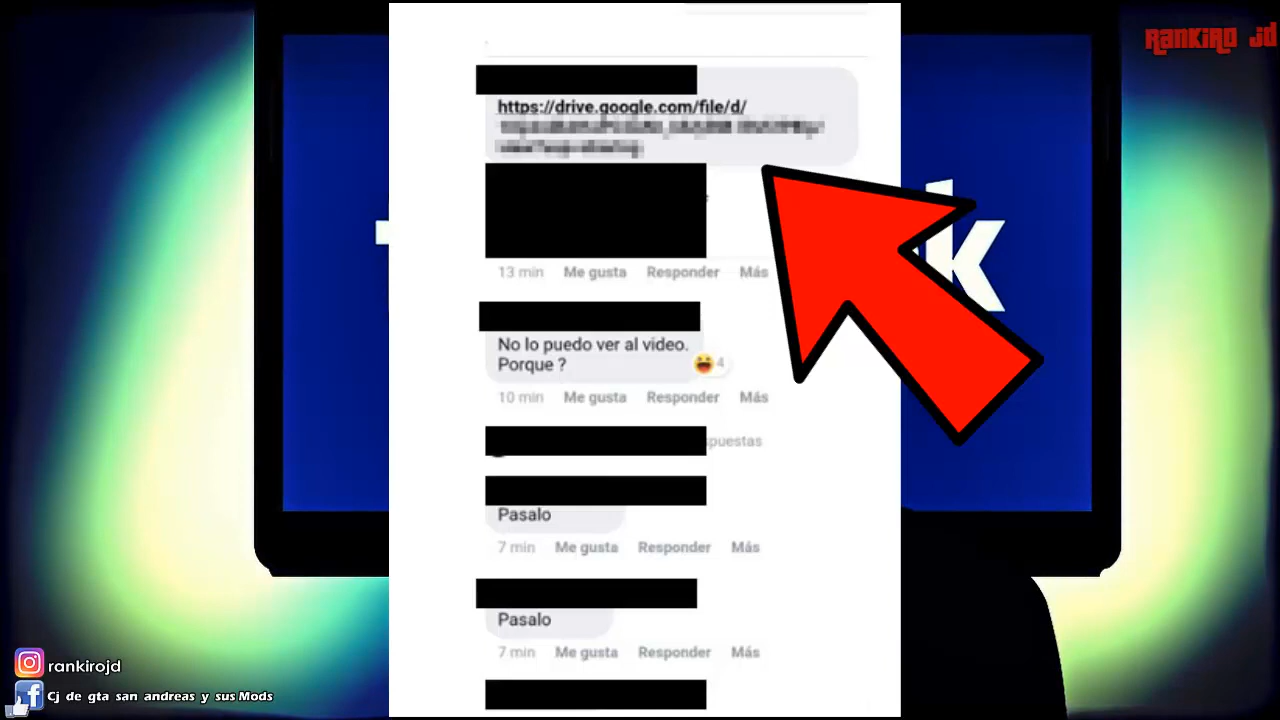 RANKIRO JD
https://drive.google.com/file/d/
13 min Me gusta Responder Más
k
No lo puedo ver al video.
Porque ?
4
10 min Me gusta Responder Más
spuestas
Pasalo
7 min Me gusta Responder Más
Pasalo
7 min Me gusta Responder Más
rankirojd
Cj de gta san andreas y sus Mods